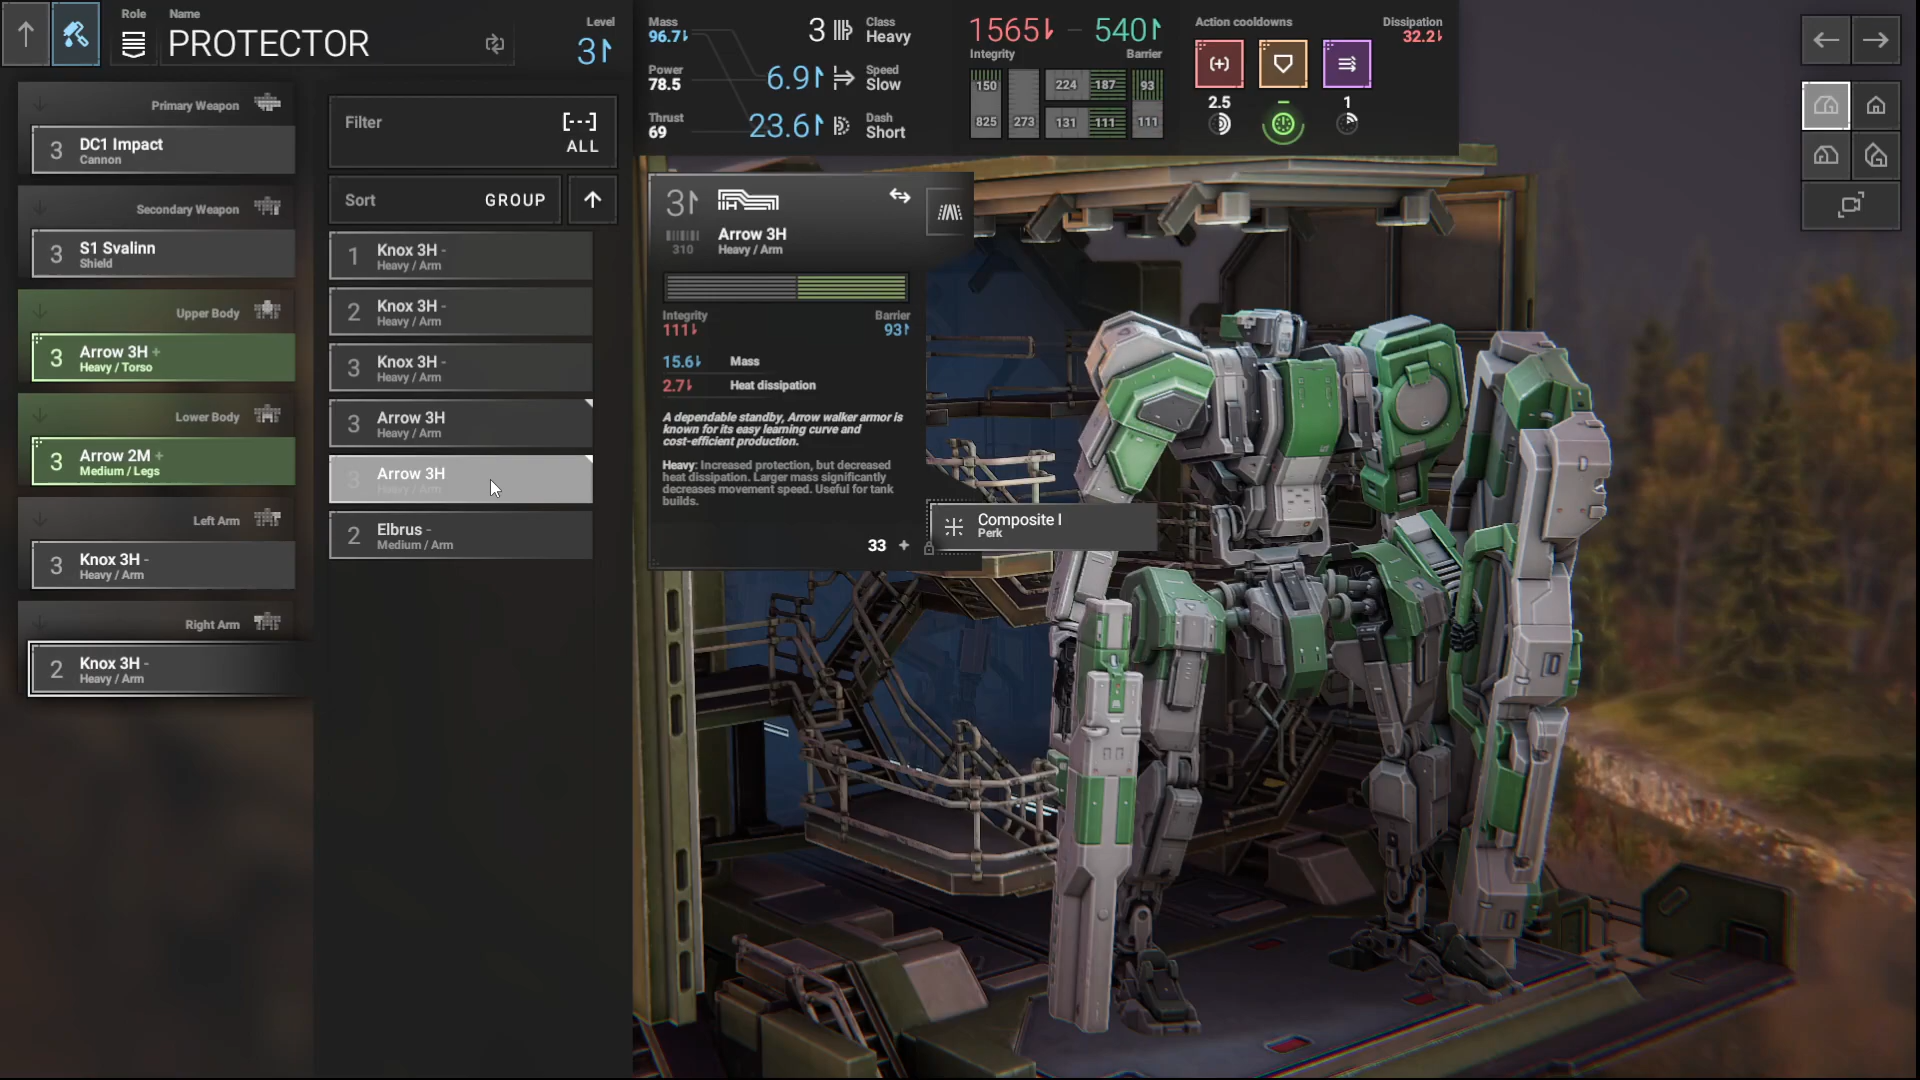 Role
Name
PROTECTOR
Level
3
Mass
96.7
Power
78.5
Thrust
69
3
Class
Heavy
6.9
Speed
Slow
23.6
Dash
Short
1565 – 540
Integrity
Barrier
150
825
273
224
187
131
111
93
111
Action cooldowns
2.5
–
1
Dissipation
32.2
Primary Weapon
3
DC1 Impact
Cannon
Secondary Weapon
3
S1 Svalinn
Shield
Upper Body
3
Arrow 3H +
Heavy / Torso
Lower Body
3
Arrow 2M +
Medium / Legs
Left Arm
3
Knox 3H -
Heavy / Arm
Right Arm
2
Knox 3H -
Heavy / Arm
Filter
[---]
ALL
Sort
GROUP
1
Knox 3H -
Heavy / Arm
2
Knox 3H -
Heavy / Arm
3
Knox 3H -
Heavy / Arm
3
Arrow 3H
Heavy / Arm
3
Arrow 3H
Heavy / Arm
2
Elbrus -
Medium / Arm
3
310
Arrow 3H
Heavy / Arm
Integrity
111
Barrier
93
15.6
Mass
2.7
Heat dissipation
A dependable standby, Arrow walker armor is
known for its easy learning curve and
cost-efficient production.
Heavy: Increased protection, but decreased
heat dissipation. Larger mass significantly
decreases movement speed. Useful for tank
builds.
33 +
Composite I
Perk